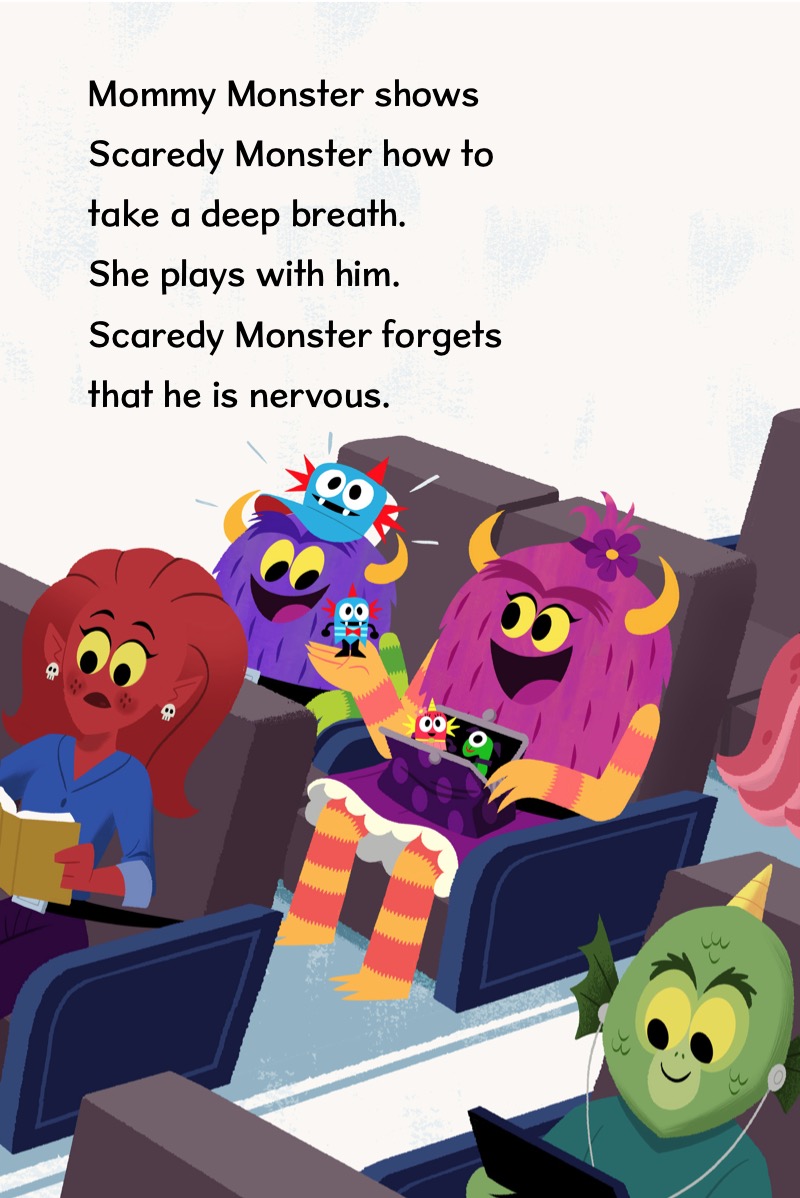 Mommy Monster shows
Scaredy Monster how to
take a deep breath.
She plays with him.
Scaredy Monster forgets
that he is nervous.